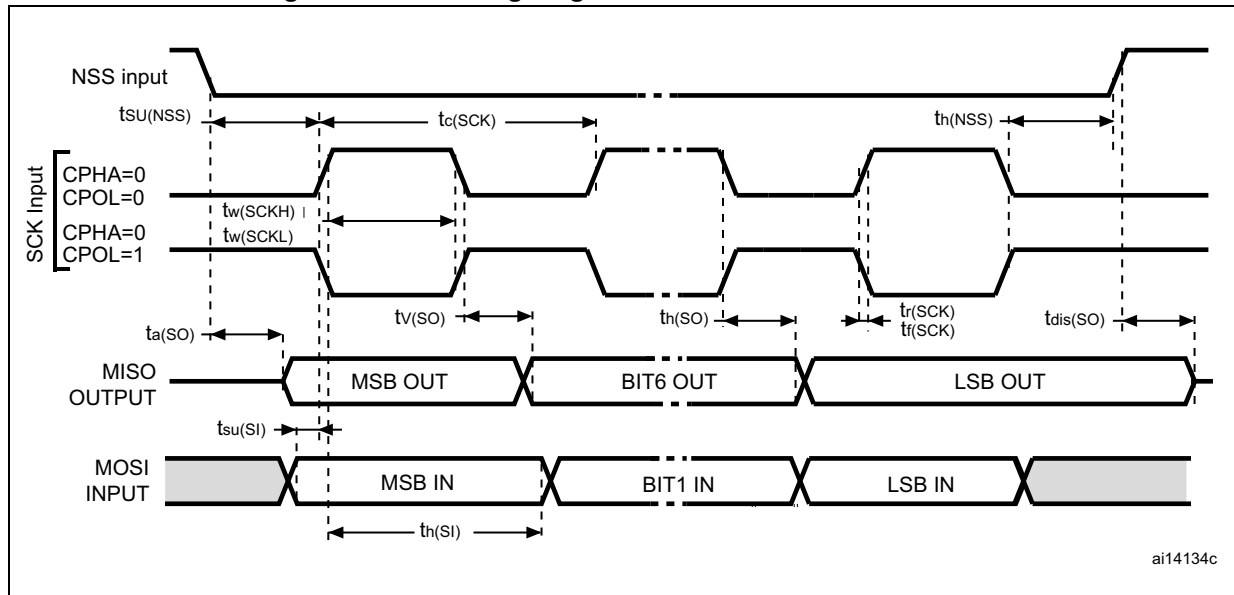 NSS input
tSU(NSS)
tc(SCK)
th(NSS)
SCK Input
CPHA=0
CPOL=0
tw(SCKH)
tw(SCKL)
CPHA=0
CPOL=1
ta(SO)
tV(SO)
th(SO)
tr(SCK)
tf(SCK)
tdis(SO)
MISO
OUTPUT
MSB OUT
BIT6 OUT
LSB OUT
tsu(SI)
MOSI
INPUT
MSB IN
BIT1 IN
LSB IN
th(SI)
ai14134c